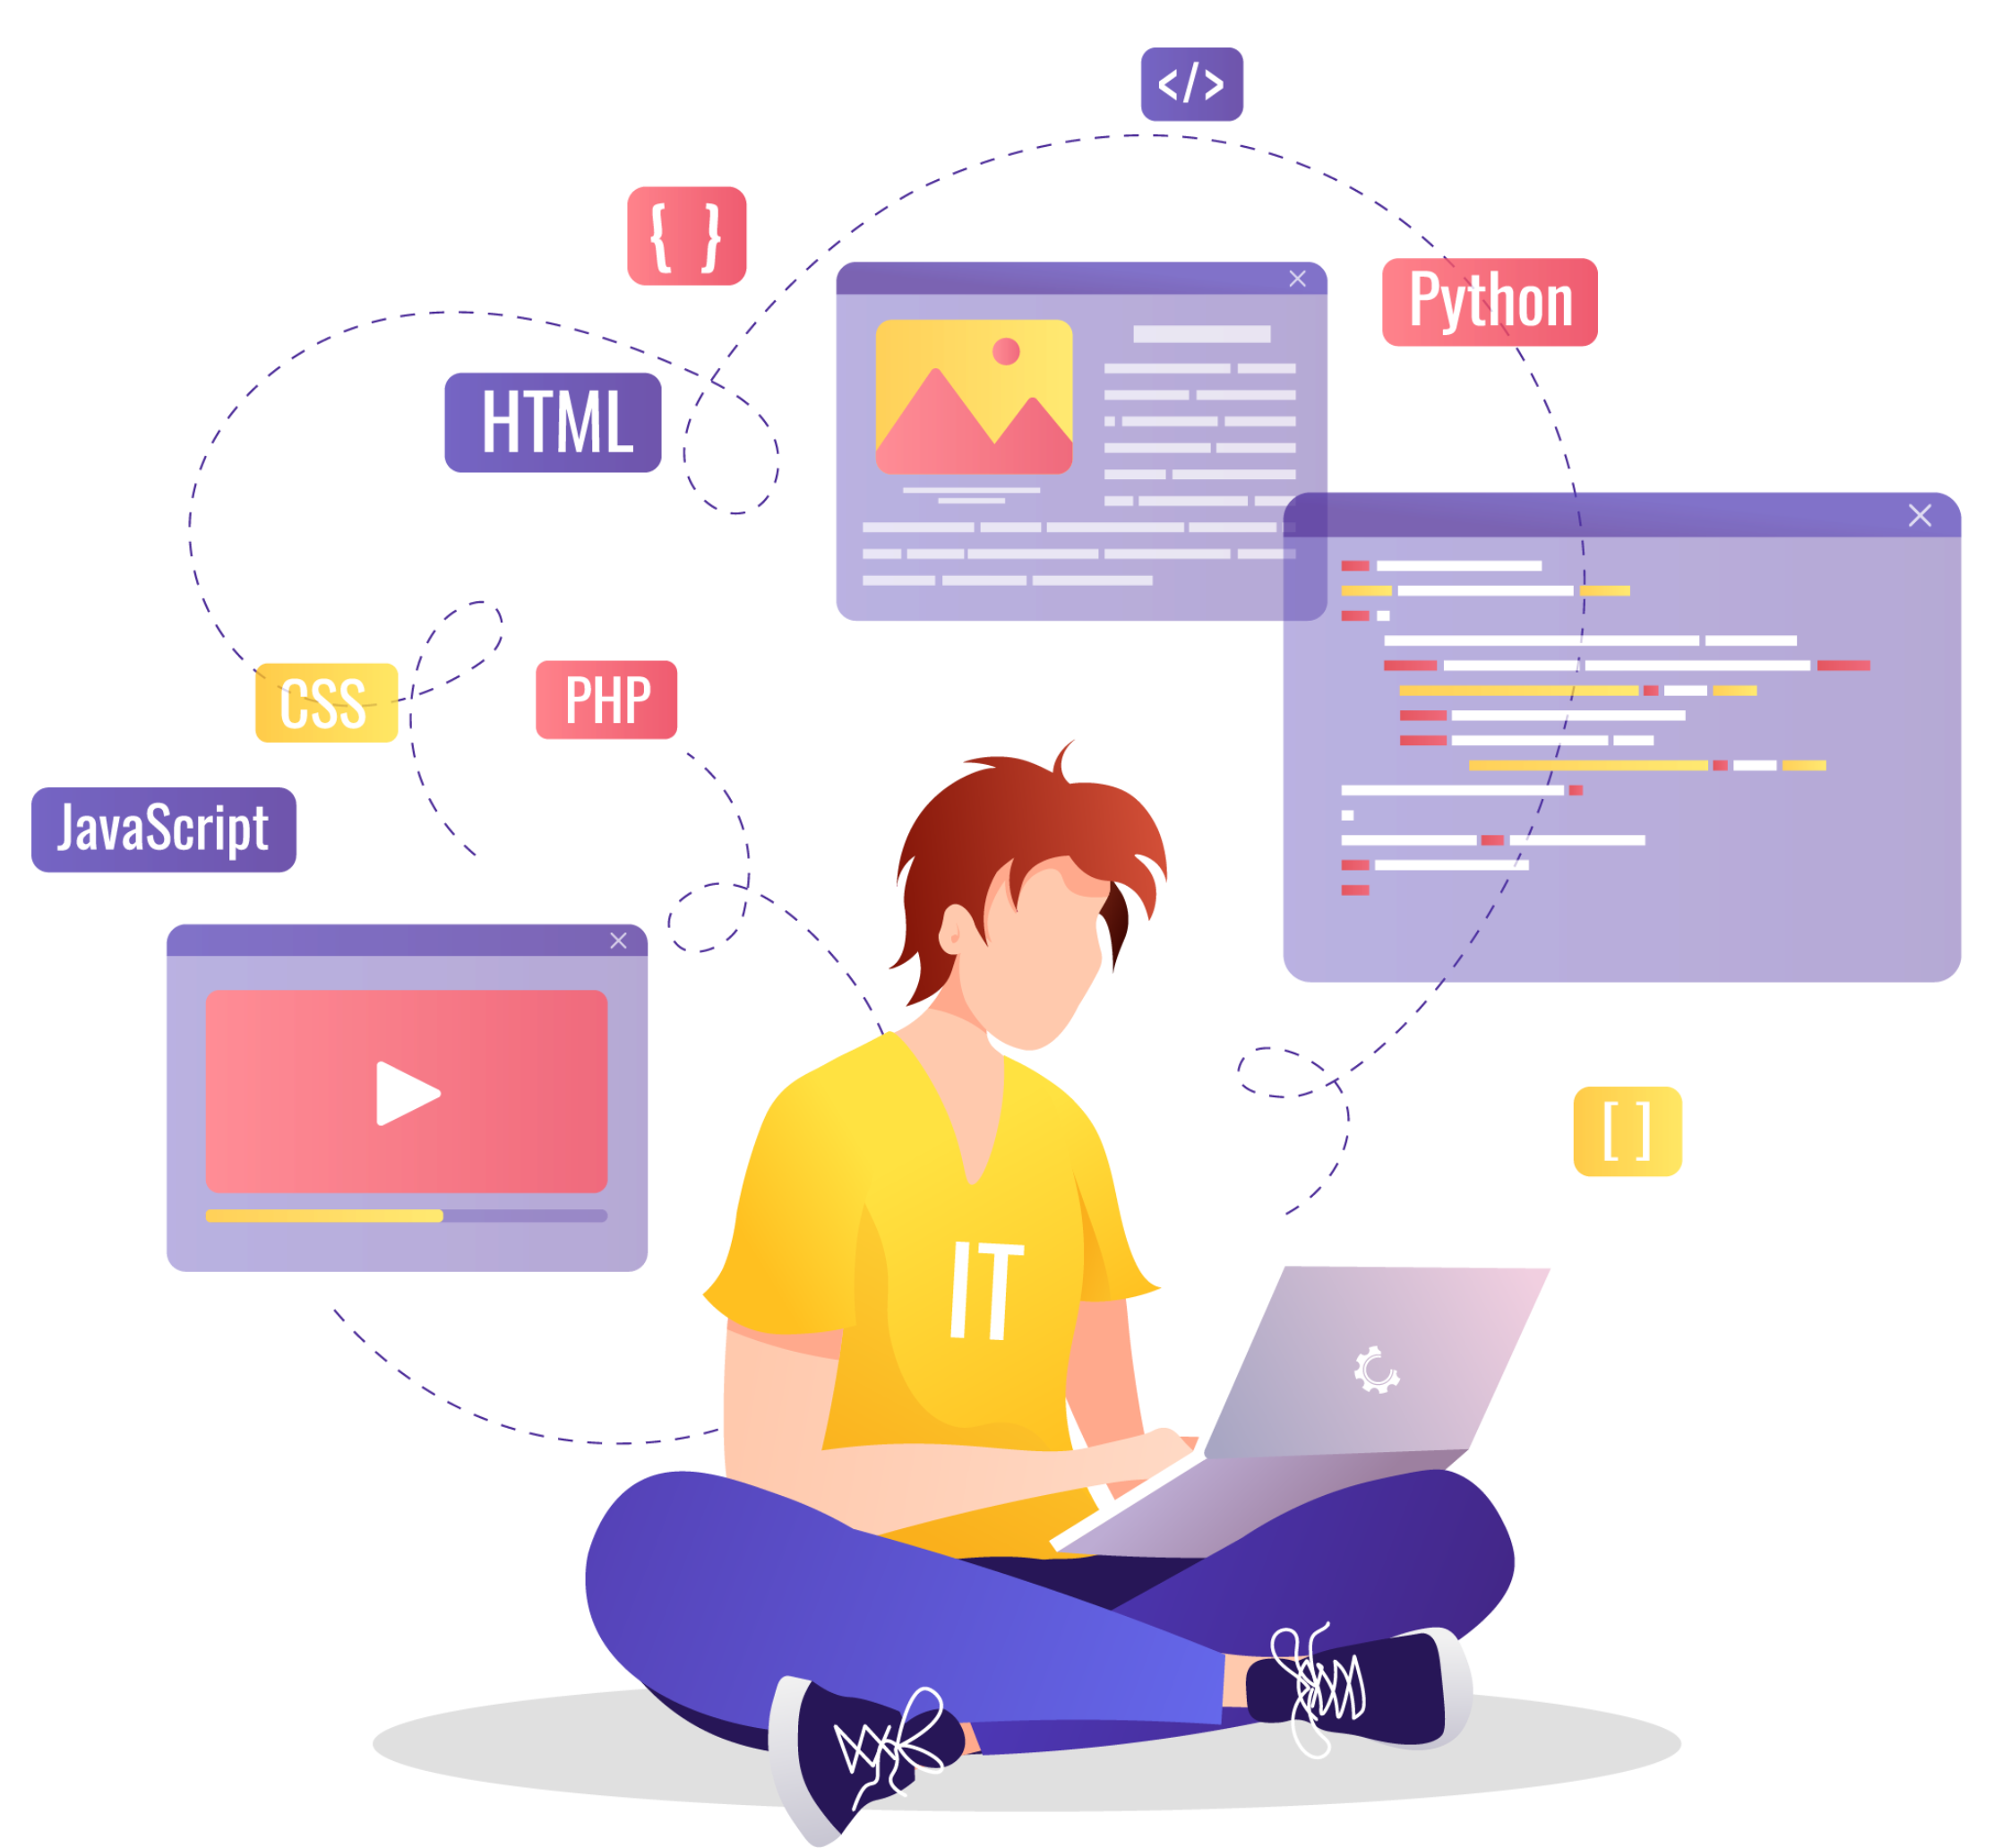 </>
{ }
Python
HTML
CSS
PHP
JavaScript
[ ]
IT